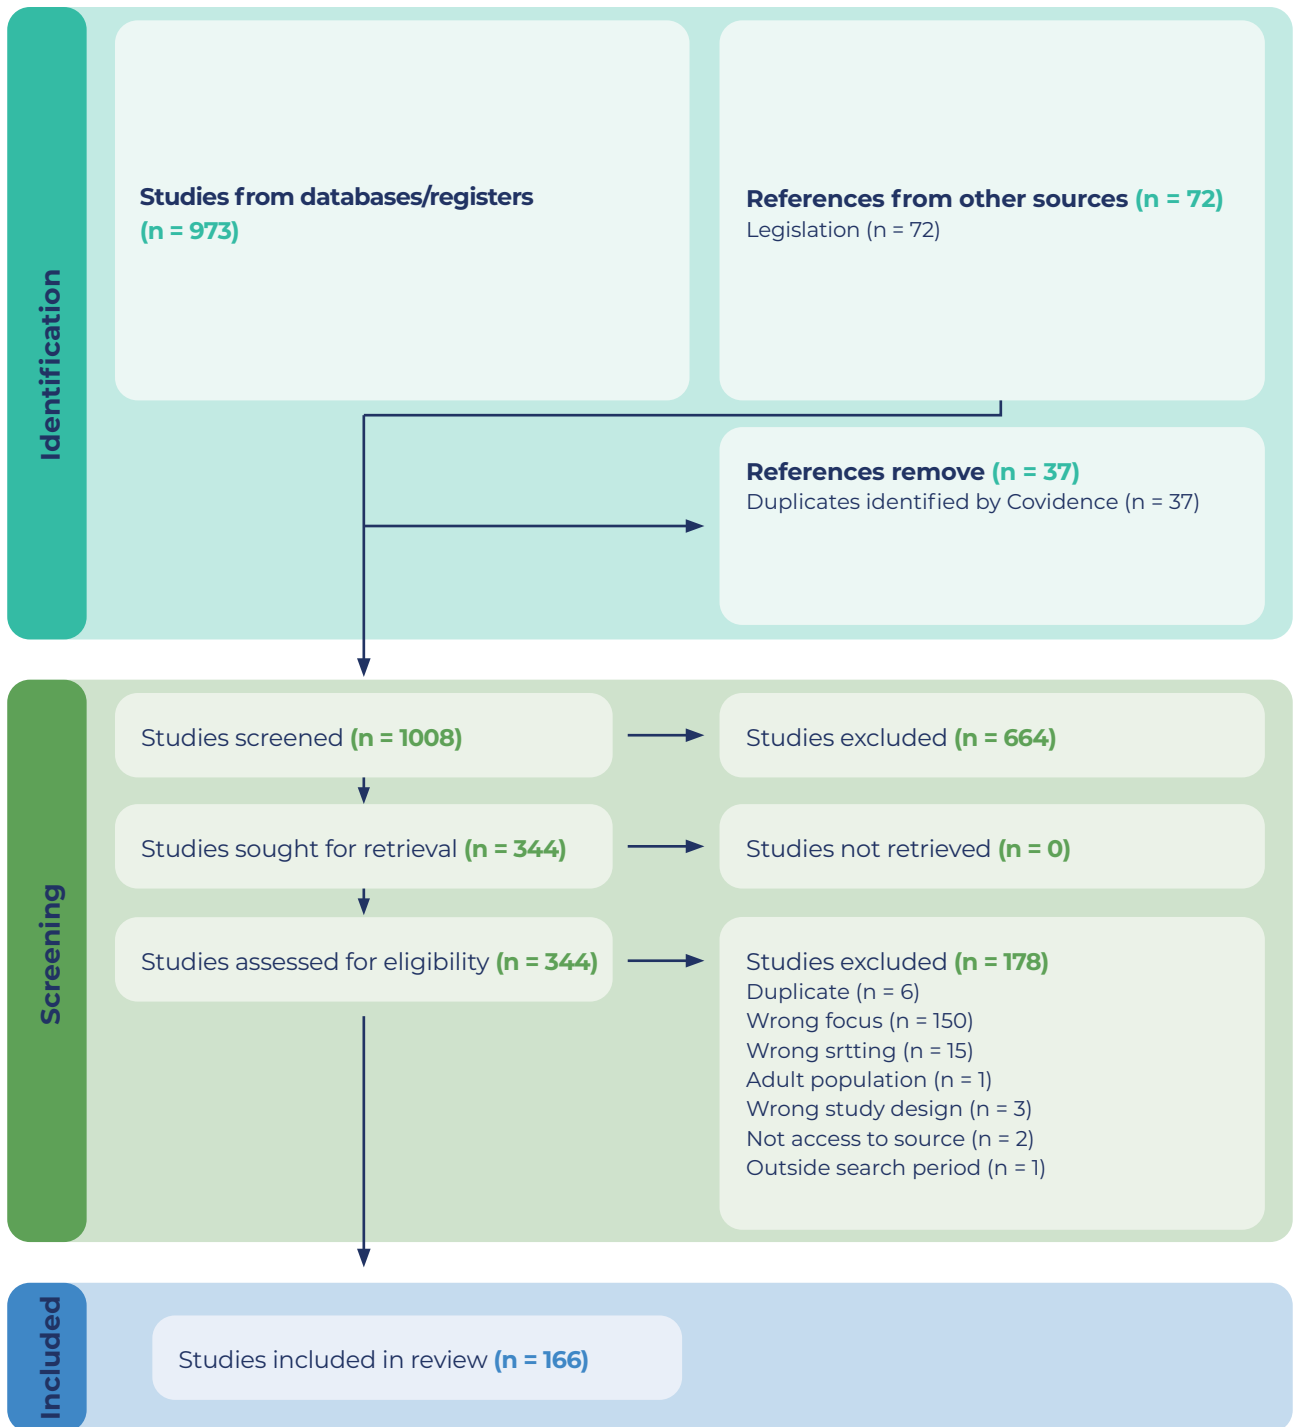 Identification
Studies from databases/registers
(n = 973)
References from other sources (n = 72)
Legislation (n = 72)
References remove (n = 37)
Duplicates identified by Covidence (n = 37)
Screening
Studies screened (n = 1008)
Studies excluded (n = 664)
Studies sought for retrieval (n = 344)
Studies not retrieved (n = 0)
Studies assessed for eligibility (n = 344)
Studies excluded (n = 178)
Duplicate (n = 6)
Wrong focus (n = 150)
Wrong srtting (n = 15)
Adult population (n = 1)
Wrong study design (n = 3)
Not access to source (n = 2)
Outside search period (n = 1)
Included
Studies included in review (n = 166)